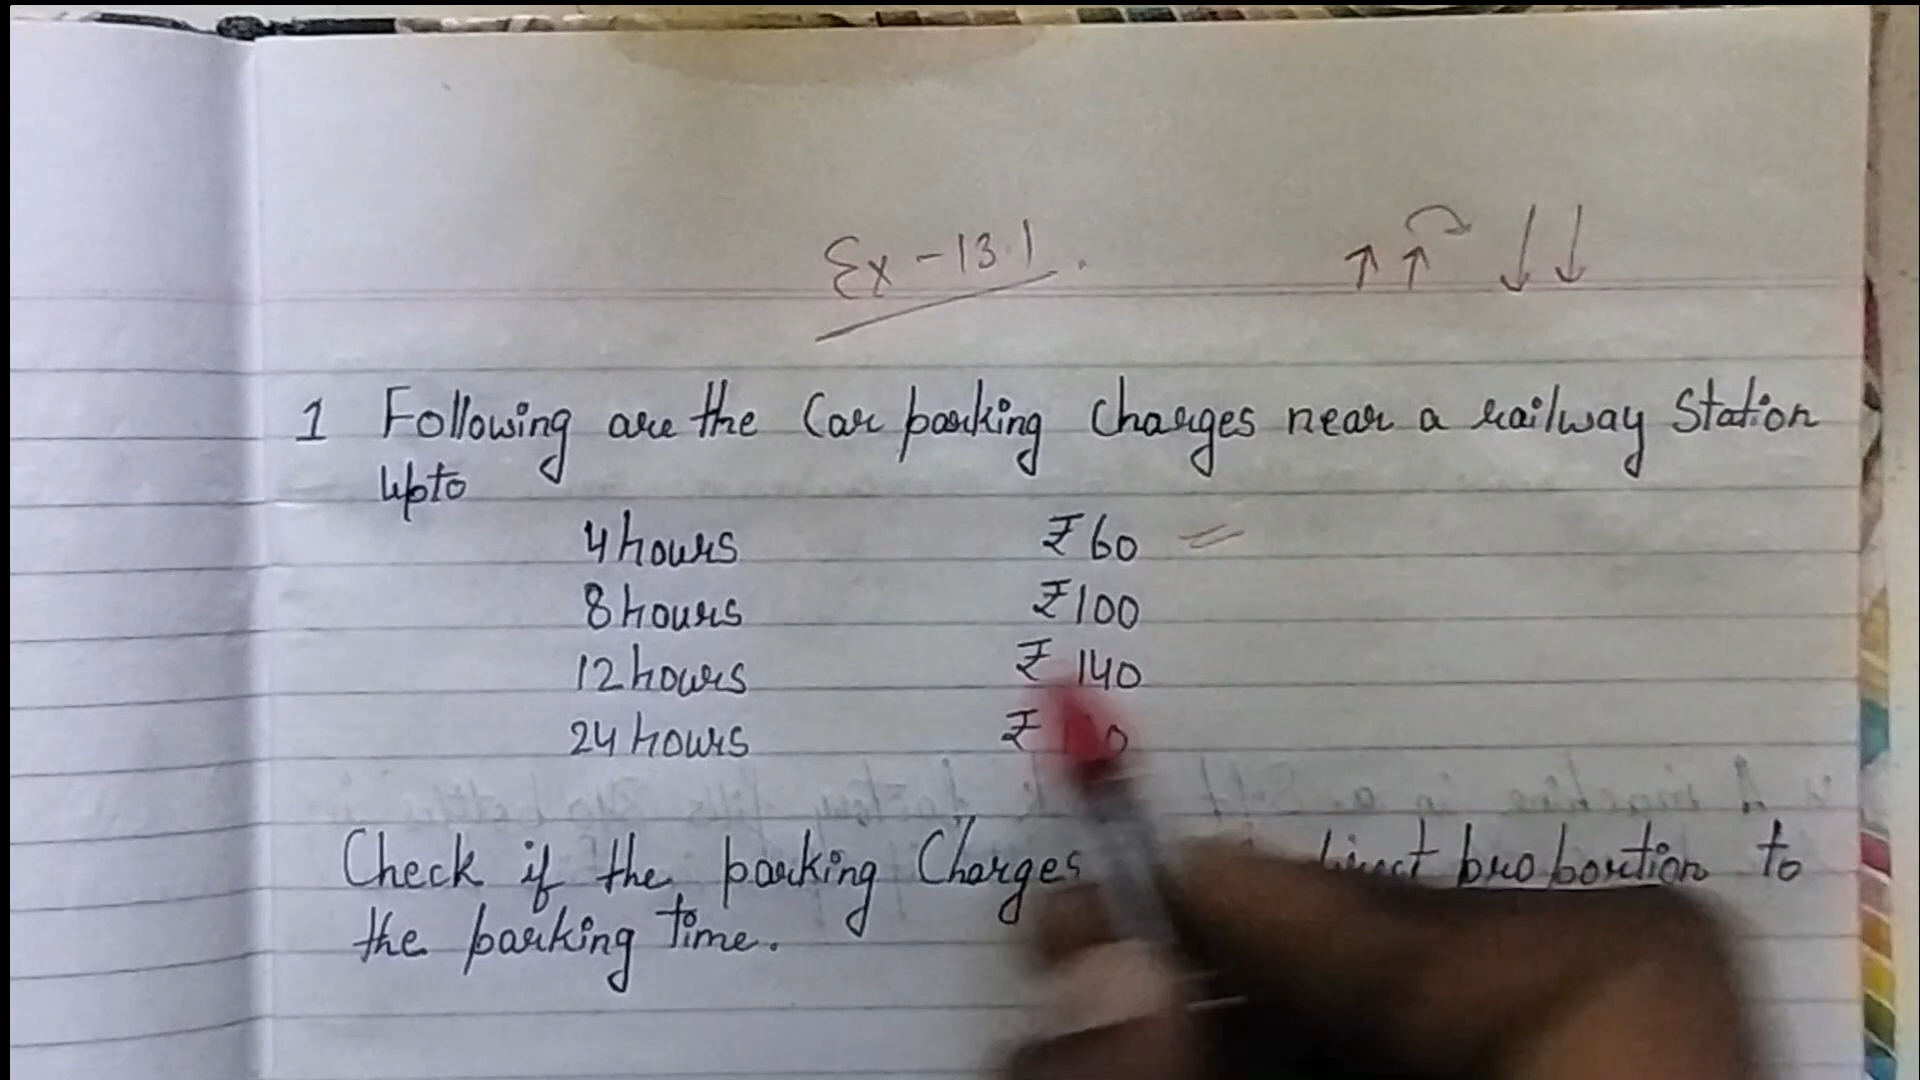 Ex-13.1
1 Following are the Car parking Charges near a railway Station
upto
4 hours ₹60
8 hours ₹100
12 hours ₹140
24 hours ₹
Check if the parking Charges direct proportion to
the parking Time.